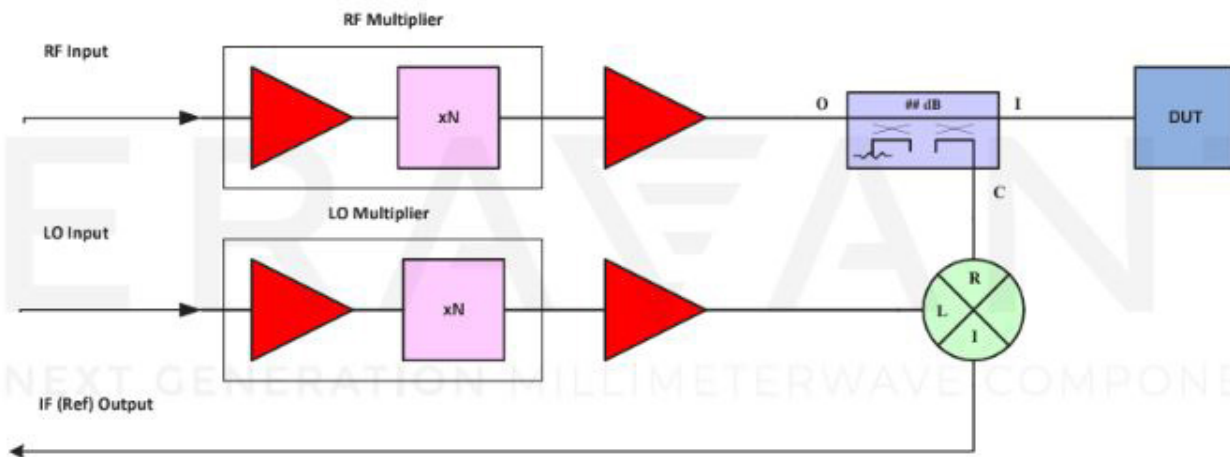 RF Multiplier
RF Input
xN
O
## dB
I
DUT
C
LO Multiplier
LO Input
xN
R
L
I
ERAVANT
NEXT GENERATION MILLIMETERWAVE COMPONE
IF (Ref) Output